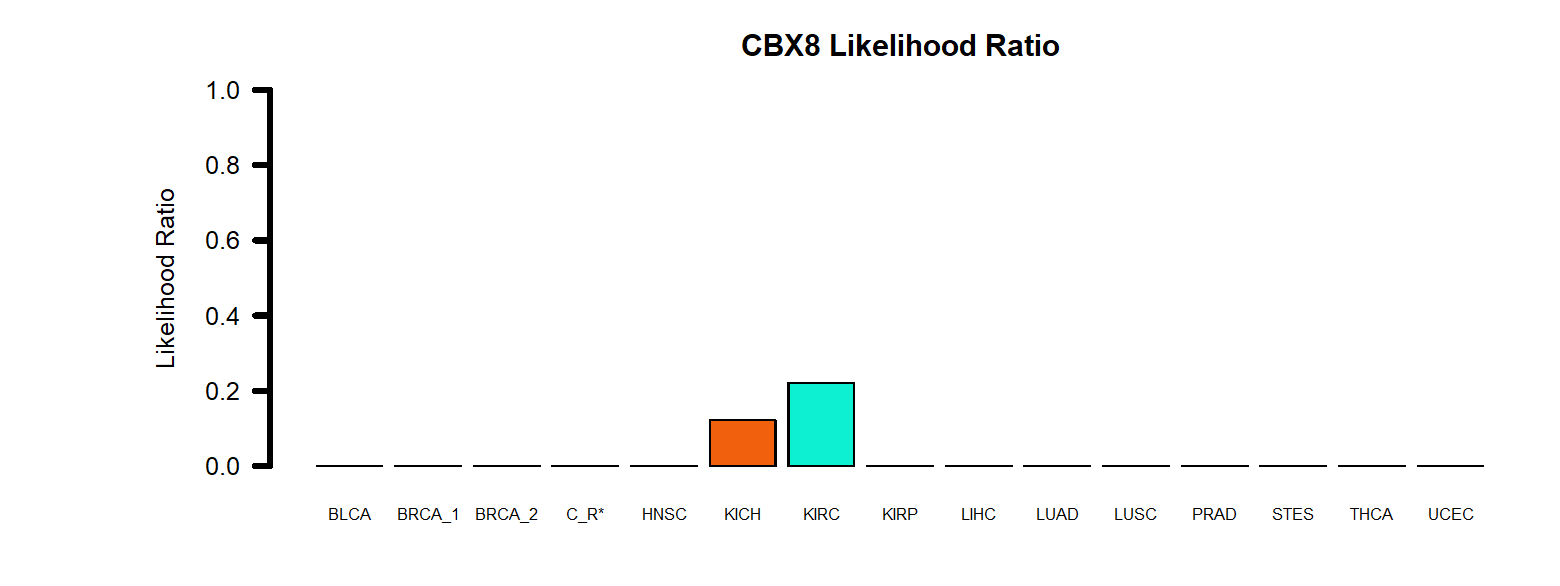 CBX8 Likelihood Ratio
Likelihood Ratio
1.0
0.8
0.6
0.4
0.2
0.0
BLCA BRCA_1 BRCA_2 C_R* HNSC KICH KIRC KIRP LIHC LUAD LUSC PRAD STES THCA UCEC